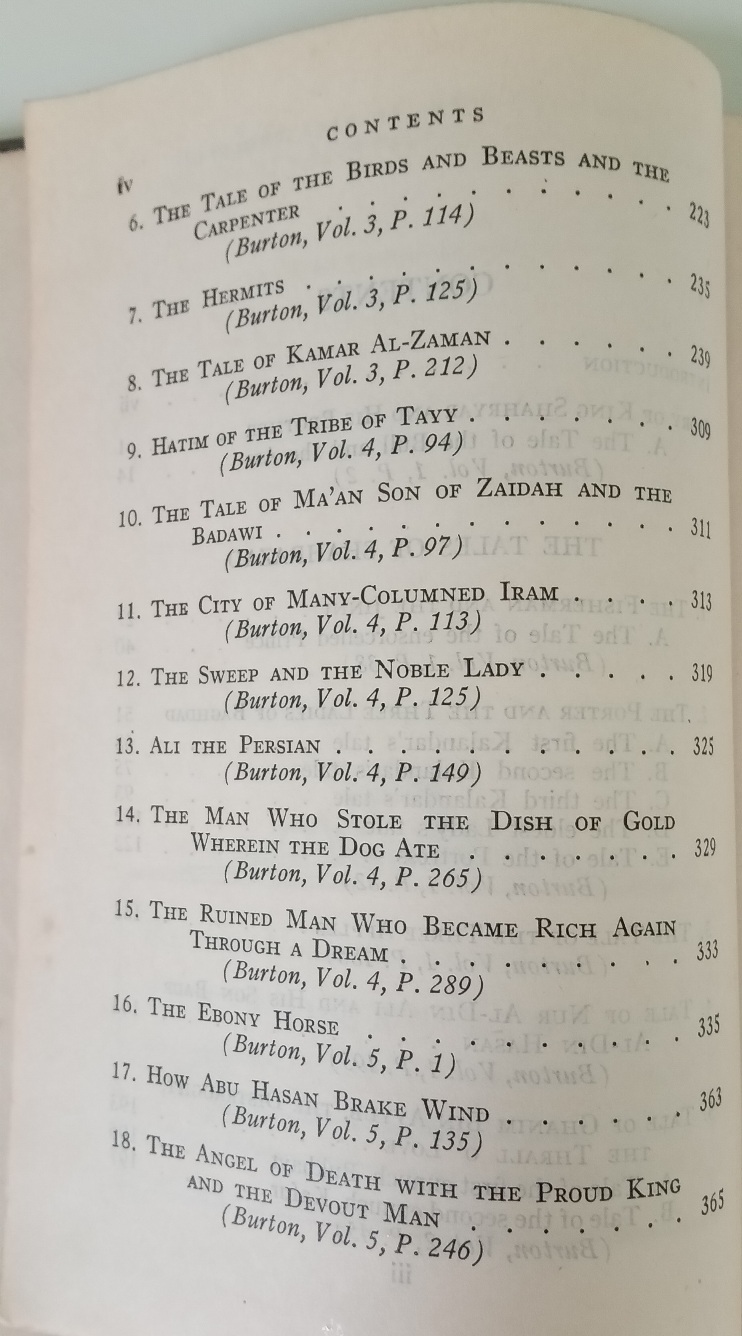 CONTENTS
iv
6. THE TALE OF THE BIRDS AND BEASTS AND THE
CARPENTER . . . . . . . . . . . 223
(Burton, Vol. 3, P. 114)
7. THE HERMITS . . . . . . . . . . . . 235
(Burton, Vol. 3, P. 125)
8. THE TALE OF KAMAR AL-ZAMAN . . . . . . 239
(Burton, Vol. 3, P. 212)
9. HATIM OF THE TRIBE OF TAYY . . . . . . . 309
(Burton, Vol. 4, P. 94)
10. THE TALE OF MA'AN SON OF ZAIDAH AND THE
BADAWI . . . . . . . . . . . . . 311
(Burton, Vol. 4, P. 97)
11. THE CITY OF MANY-COLUMNED IRAM . . . . 313
(Burton, Vol. 4, P. 113)
12. THE SWEEP AND THE NOBLE LADY . . . . . 319
(Burton, Vol. 4, P. 125)
13. ALI THE PERSIAN . . . . . . . . . . . 325
(Burton, Vol. 4, P. 149)
14. THE MAN WHO STOLE THE DISH OF GOLD
WHEREIN THE DOG ATE . . . . . . . 329
(Burton, Vol. 4, P. 265)
15. THE RUINED MAN WHO BECAME RICH AGAIN
THROUGH A DREAM . . . . . . . . . 333
(Burton, Vol. 4, P. 289)
16. THE EBONY HORSE . . . . . . . . . . 335
(Burton, Vol. 5, P. 1)
17. HOW ABU HASAN BRAKE WIND . . . . . . 363
(Burton, Vol. 5, P. 135)
18. THE ANGEL OF DEATH WITH THE PROUD KING
AND THE DEVOUT MAN . . . . . . . 365
(Burton, Vol. 5, P. 246)